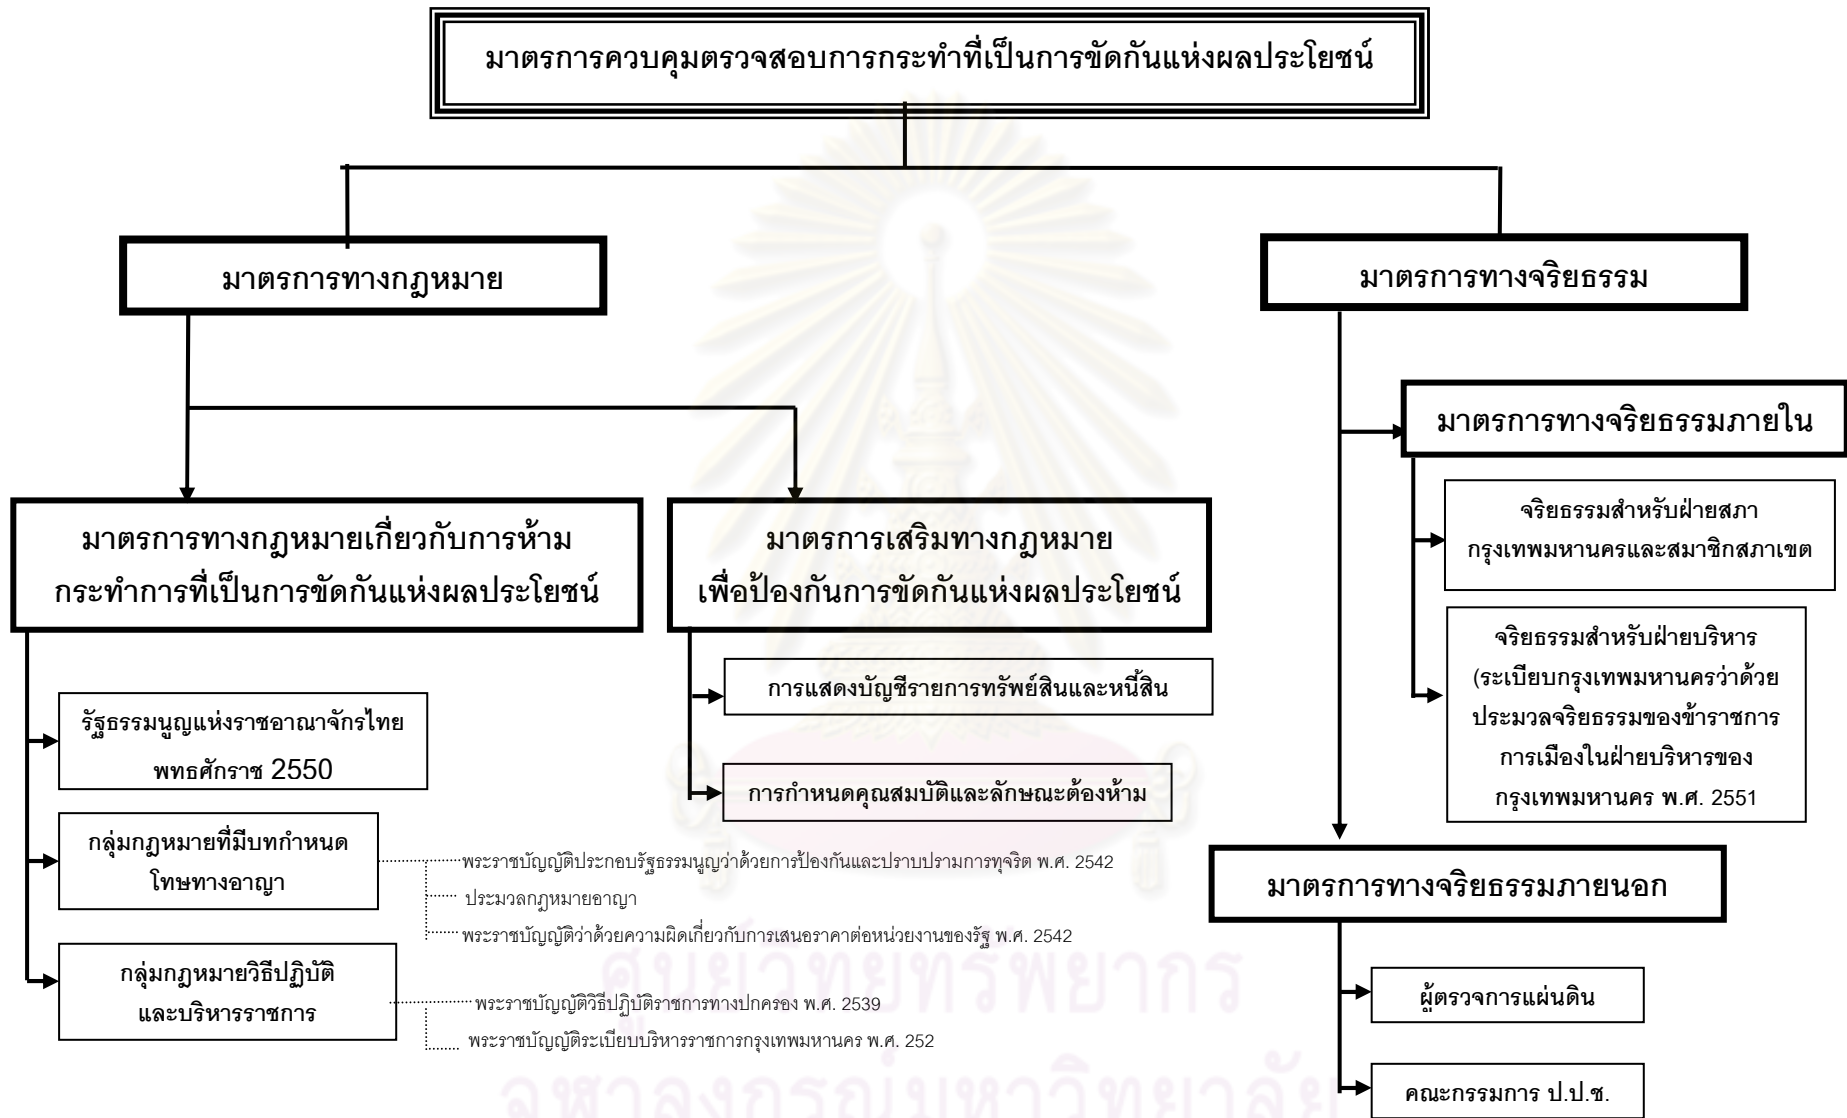 มาตรการควบคุมตรวจสอบการกระทำที่เป็นการขัดกันแห่งผลประโยชน์
มาตรการทางกฎหมาย
มาตรการทางกฎหมายเกี่ยวกับการห้าม
กระทำการที่เป็นการขัดกันแห่งผลประโยชน์
รัฐธรรมนูญแห่งราชอาณาจักรไทย
พทธศักราช 2550
กลุ่มกฎหมายที่มีบทกำหนด
โทษทางอาญา
พระราชบัญญัติประกอบรัฐธรรมนูญว่าด้วยการป้องกันและปราบปรามการทุจริต พ.ศ. 2542
ประมวลกฎหมายอาญา
พระราชบัญญัติว่าด้วยความผิดเกี่ยวกับการเสนอราคาต่อหน่วยงานของรัฐ พ.ศ. 2542
กลุ่มกฎหมายวิธีปฏิบัติ
และบริหารราชการ
พระราชบัญญัติวิธีปฏิบัติราชการทางปกครอง พ.ศ. 2539
พระราชบัญญัติระเบียบบริหารราชการกรุงเทพมหานคร พ.ศ. 252
มาตรการเสริมทางกฎหมาย
เพื่อป้องกันการขัดกันแห่งผลประโยชน์
การแสดงบัญชีรายการทรัพย์สินและหนี้สิน
การกำหนดคุณสมบัติและลักษณะต้องห้าม
มาตรการทางจริยธรรม
มาตรการทางจริยธรรมภายใน
จริยธรรมสำหรับฝ่ายสภา
กรุงเทพมหานครและสมาชิกสภาเขต
จริยธรรมสำหรับฝ่ายบริหาร
(ระเบียบกรุงเทพมหานครว่าด้วย
ประมวลจริยธรรมของข้าราชการ
การเมืองในฝ่ายบริหารของ
กรุงเทพมหานคร พ.ศ. 2551
มาตรการทางจริยธรรมภายนอก
ผู้ตรวจการแผ่นดิน
คณะกรรมการ ป.ป.ช.
ศูนย์วิทยทรัพยากร
จุฬาลงกรณ์มหาวิทยาลัย